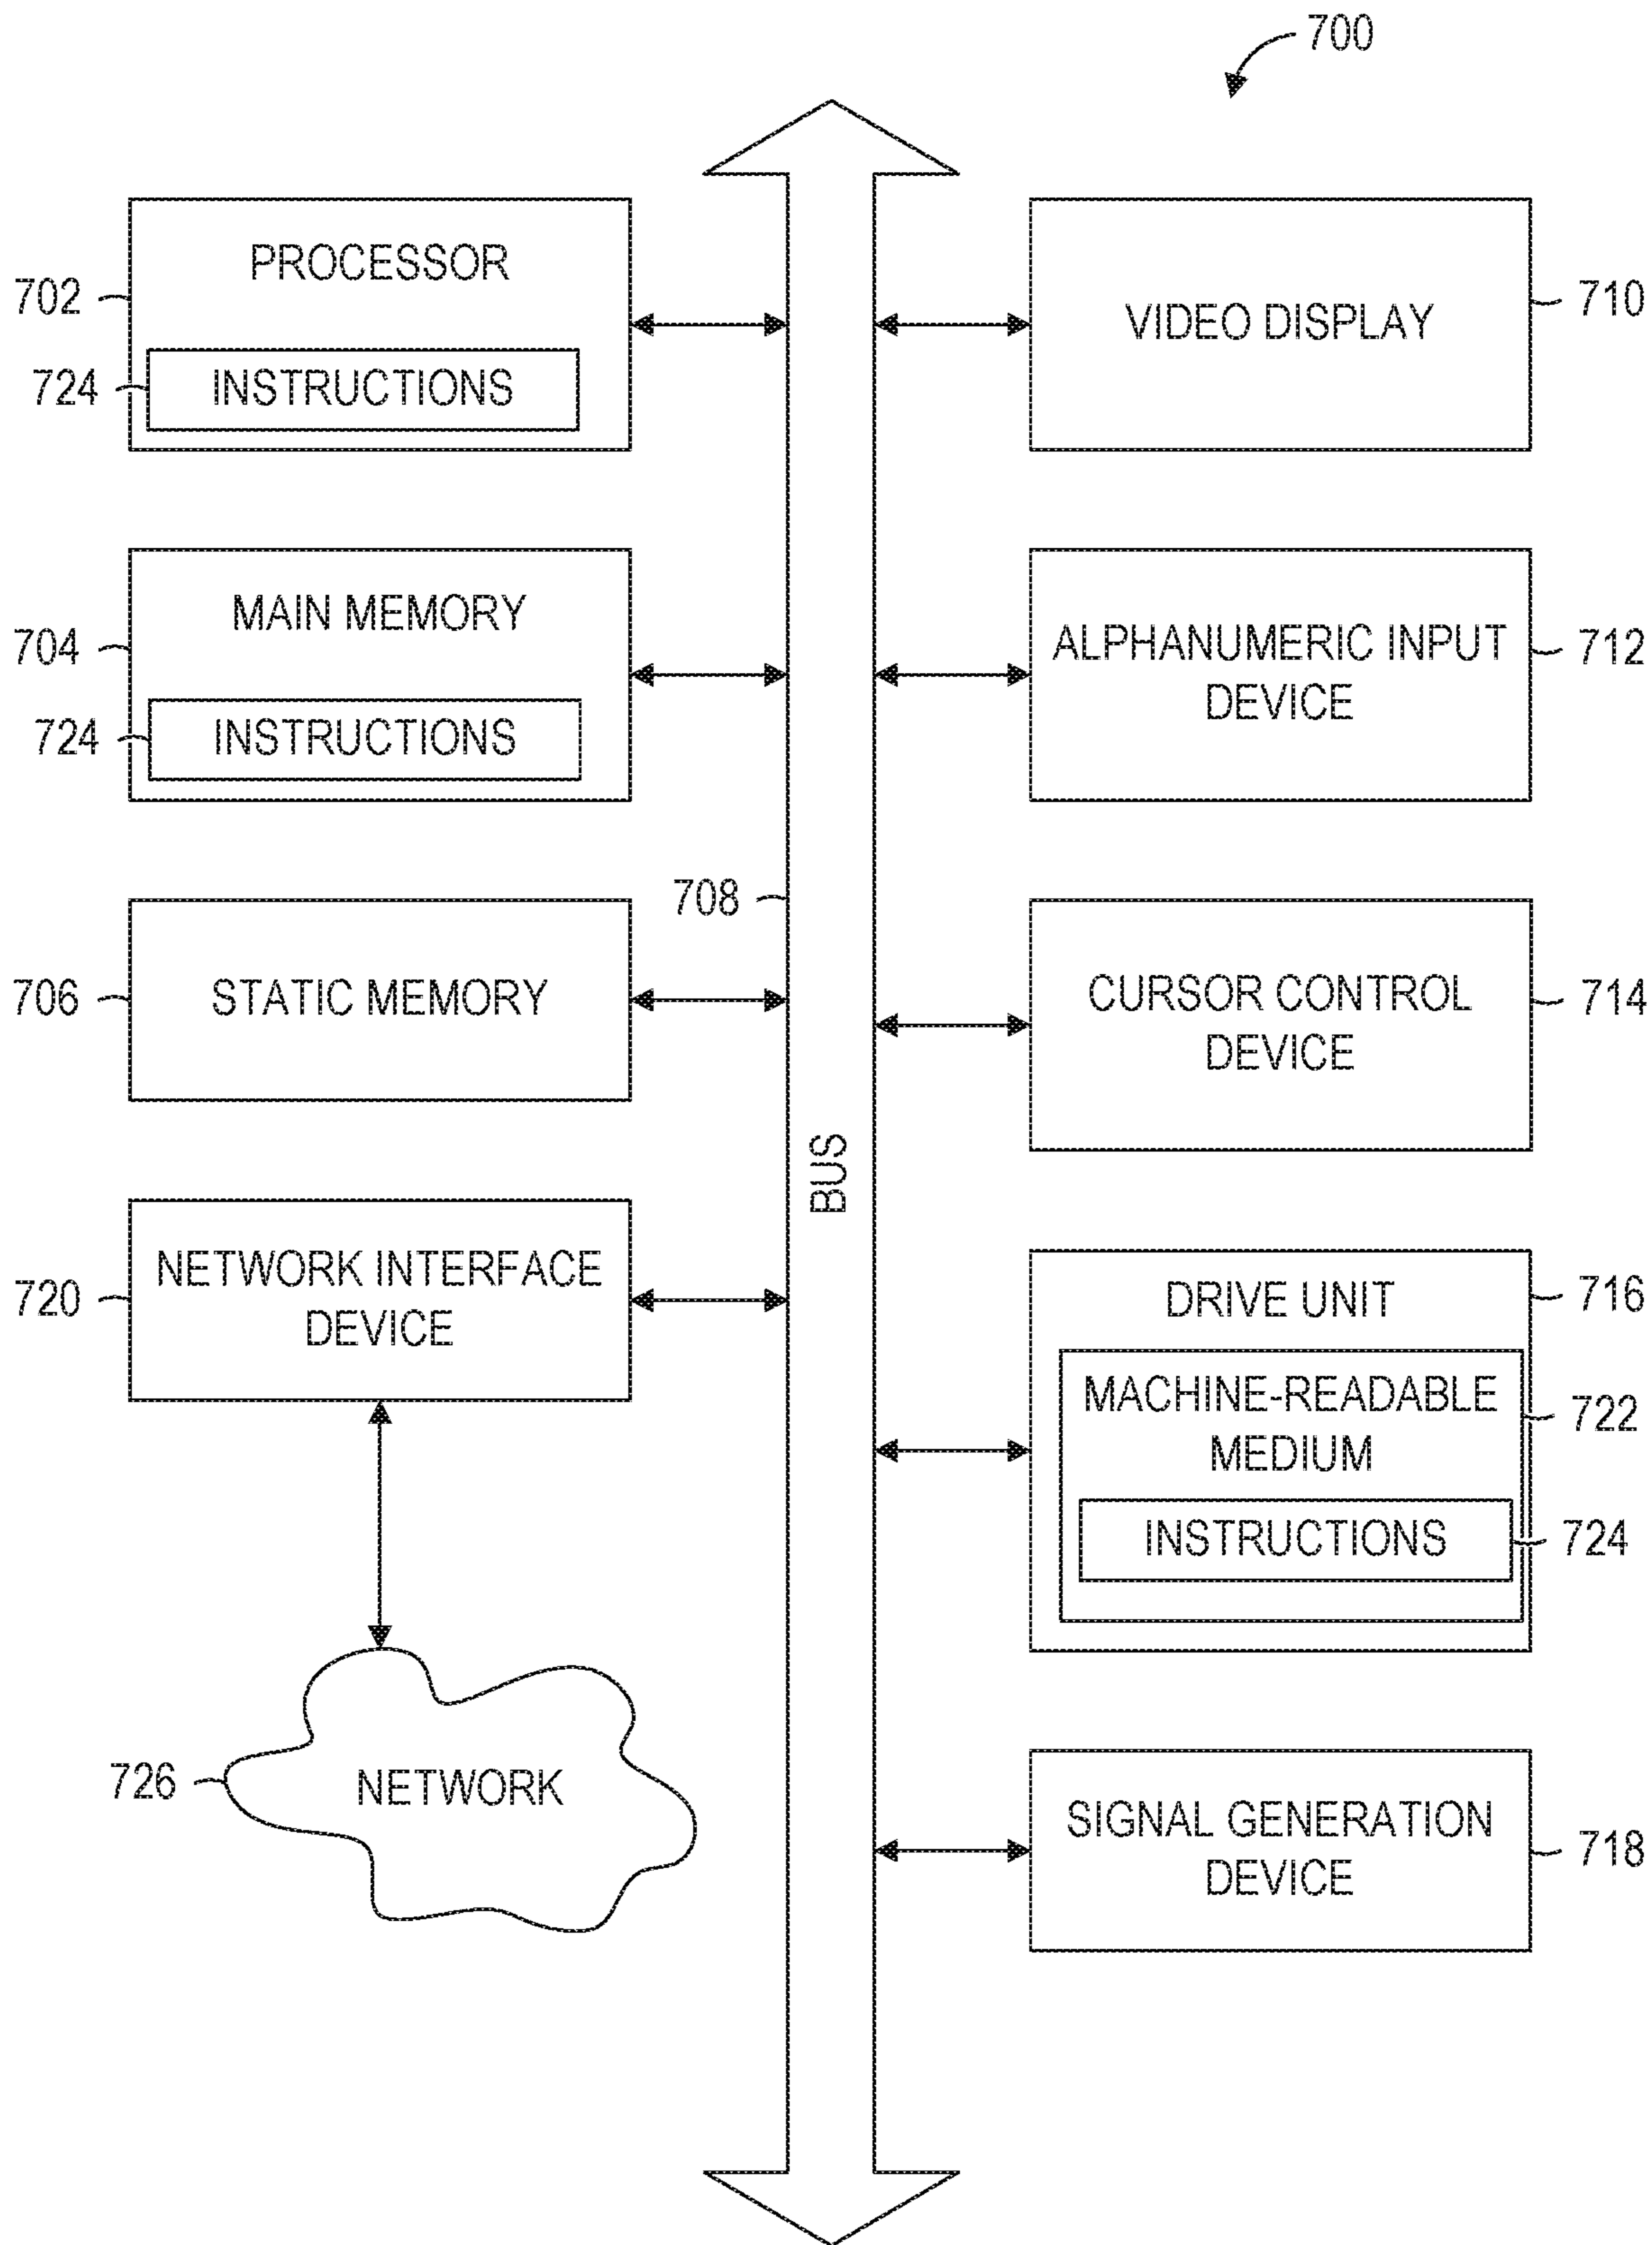 700
PROCESSOR
702
724
INSTRUCTIONS
VIDEO DISPLAY
710
MAIN MEMORY
704
724
INSTRUCTIONS
ALPHANUMERIC INPUT
DEVICE
712
708
STATIC MEMORY
706
CURSOR CONTROL
DEVICE
714
BUS
NETWORK INTERFACE
DEVICE
720
DRIVE UNIT
716
MACHINE-READABLE
MEDIUM
722
INSTRUCTIONS
724
726
NETWORK
SIGNAL GENERATION
DEVICE
718